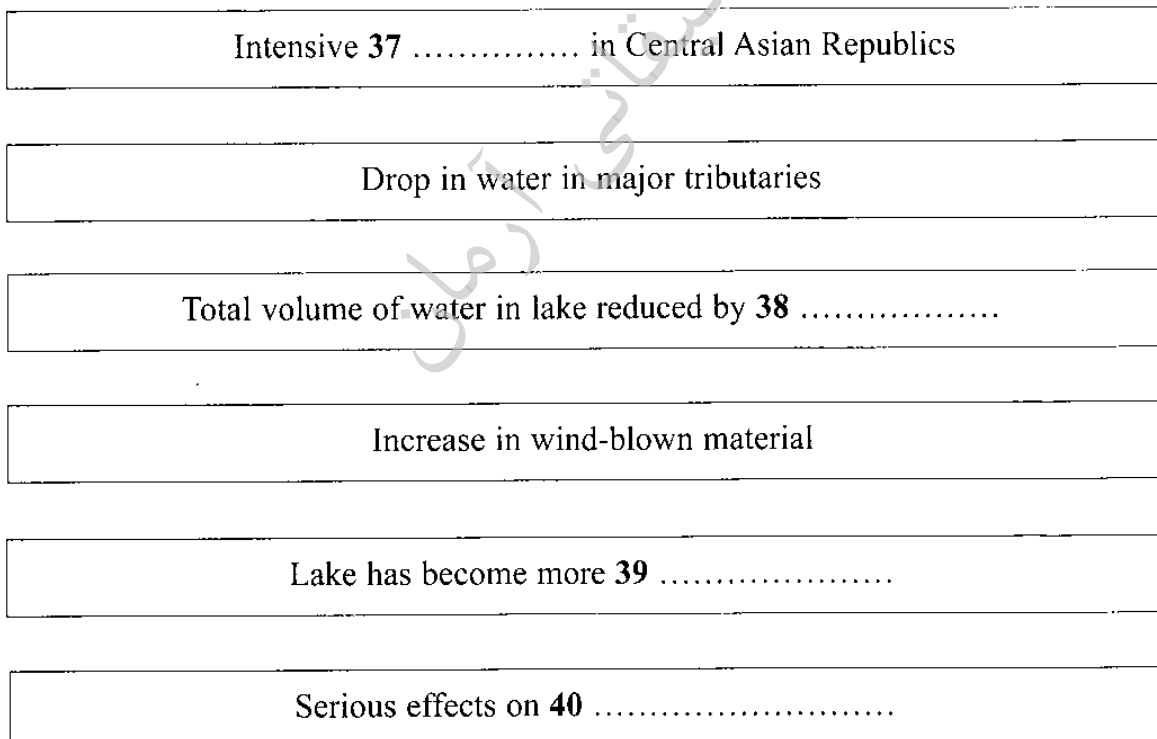 Intensive 37 ............... in Central Asian Republics
Drop in water in major tributaries
Total volume of water in lake reduced by 38 ..................
Increase in wind-blown material
Lake has become more 39 .....................
Serious effects on 40 ...........................
آرمان